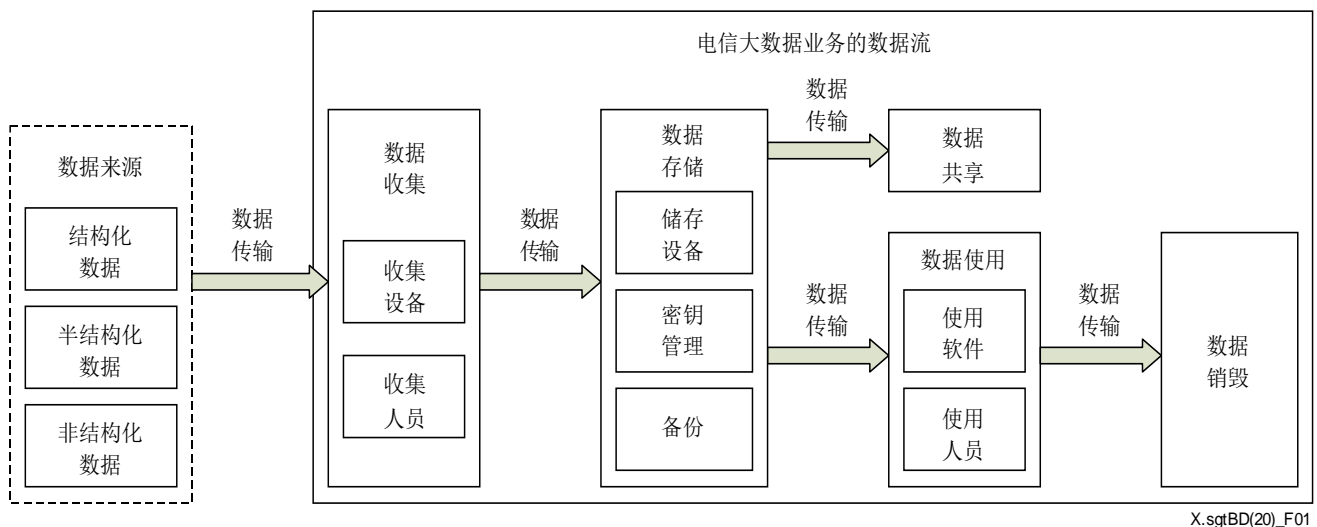 电信大数据业务的数据流
数据来源
结构化
数据
半结构化
数据
非结构化
数据
数据
传输
数据
收集
收集
设备
收集
人员
数据
传输
数据
存储
储存
设备
密钥
管理
备份
数据
传输
数据
共享
数据
传输
数据使用
使用
软件
使用
人员
数据
传输
数据
销毁
X.sgtBD(20)_F01